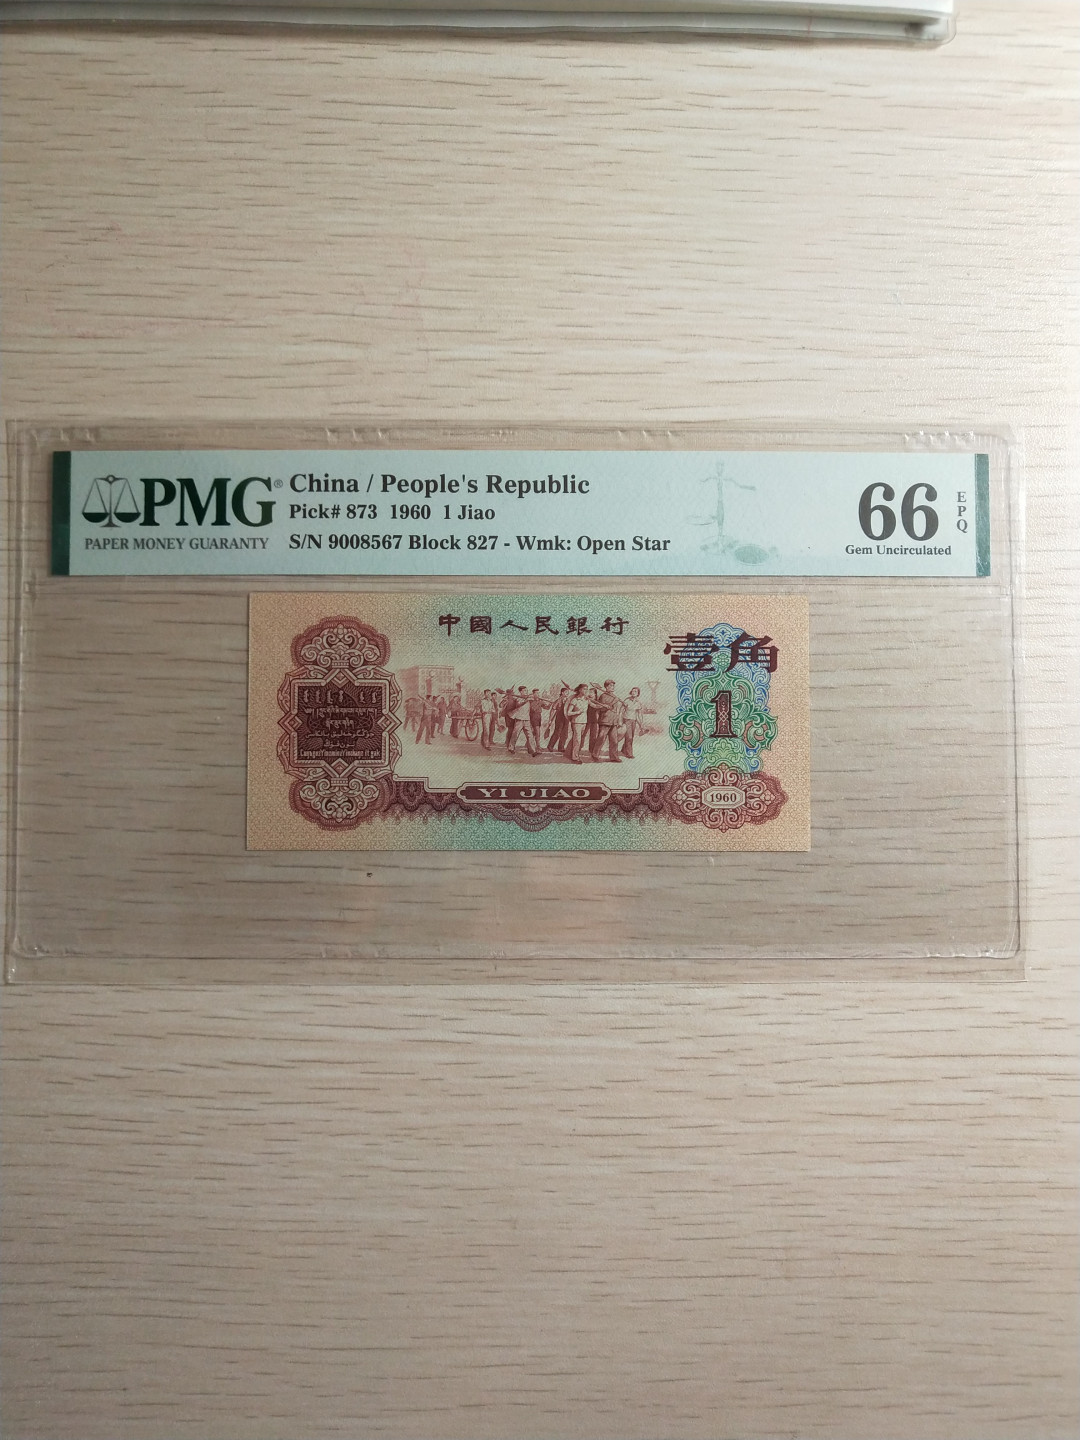 PMG®
PAPER MONEY GUARANTY
China / People's Republic
Pick# 873 1960 1 Jiao
S/N 9008567 Block 827 - Wmk: Open Star
66
EPQ
Gem Uncirculated
中國人民銀行
壹角
1
YI JIAO
1960